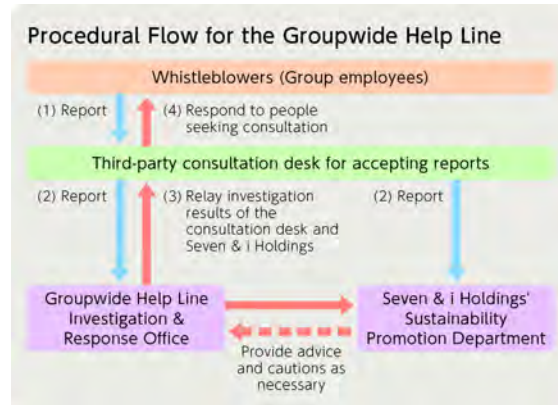 Procedural Flow for the Groupwide Help Line
Whistleblowers (Group employees)
(1) Report
(4) Respond to people
seeking consultation
Third-party consultation desk for accepting reports
(2) Report
(3) Relay investigation
results of the
consultation desk and
Seven & i Holdings
(2) Report
Groupwide Help Line
Investigation &
Response Office
Seven & i Holdings'
Sustainability
Promotion Department
Provide advice
and cautions as
necessary